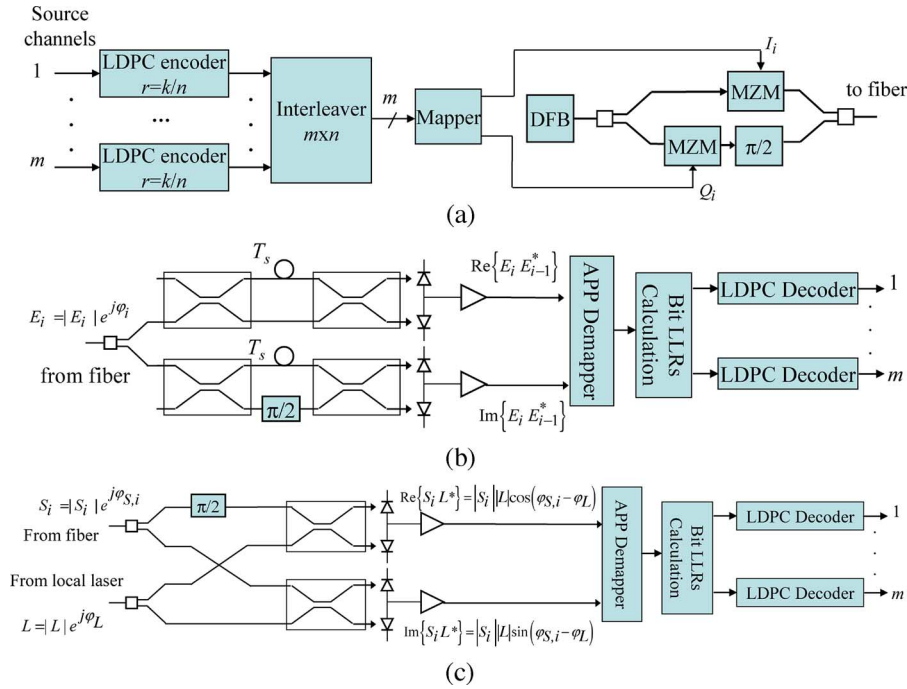 Source
channels
1
LDPC encoder
r=k/n
...
m
LDPC encoder
r=k/n
Interleaver
m×n
m
Mapper
DFB
I_i
MZM
MZM
π/2
Q_i
to fiber
(a)
E_i =|E_i |e^{jφ_i}
from fiber
T_s
T_s
π/2
Re{E_i E*_{i-1}}
Im{E_i E*_{i-1}}
APP Demapper
Bit LLRs
Calculation
LDPC Decoder
1
LDPC Decoder
m
(b)
S_i =|S_i |e^{jφ_{S,i}}
From fiber
From local laser
L=|L |e^{jφ_L}
π/2
Re{S_i L*}=|S_i||L|cos(φ_{S,i}-φ_L)
Im{S_i L*}=|S_i||L|sin(φ_{S,i}-φ_L)
APP Demapper
Bit LLRs
Calculation
LDPC Decoder
1
LDPC Decoder
m
(c)